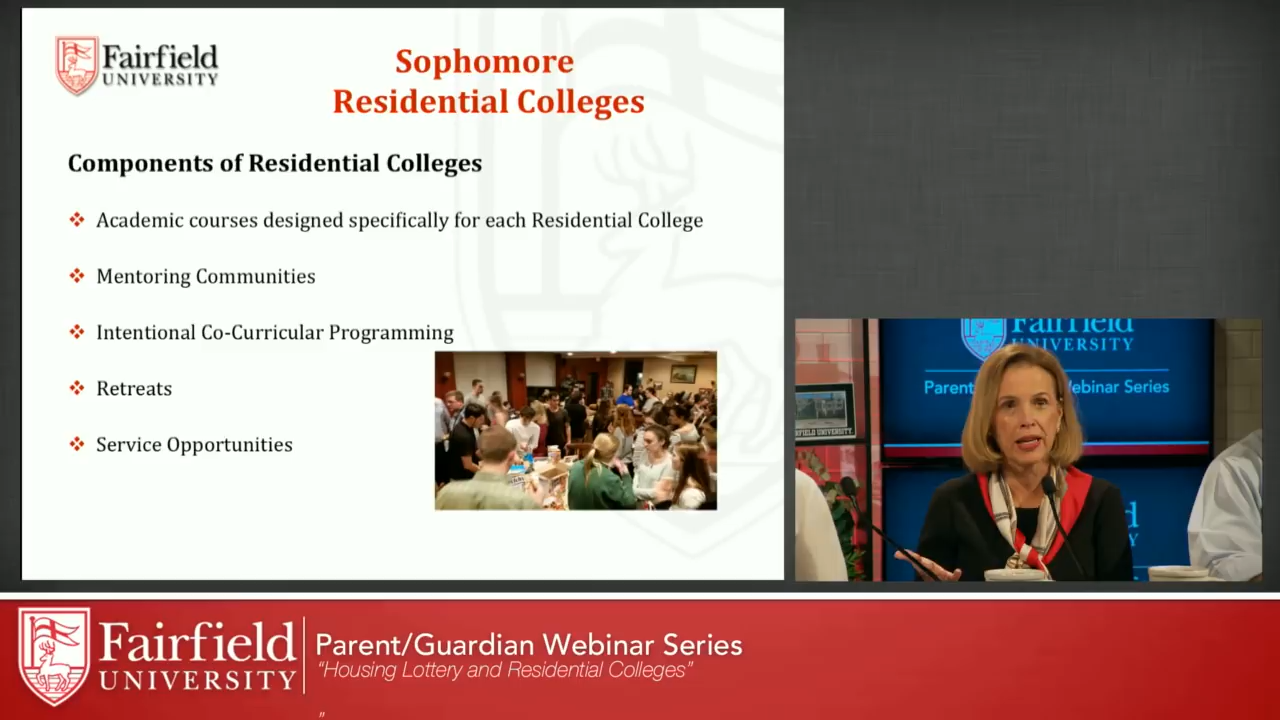 Fairfield
UNIVERSITY
Sophomore
Residential Colleges
Components of Residential Colleges
Academic courses designed specifically for each Residential College
Mentoring Communities
Intentional Co-Curricular Programming
Retreats
Service Opportunities
Fairfield
UNIVERSITY
Parent
Webinar Series
FAIRFIELD UNIVERSITY.
Fairfield
UNIVERSITY
Parent/Guardian Webinar Series
“Housing Lottery and Residential Colleges”
”